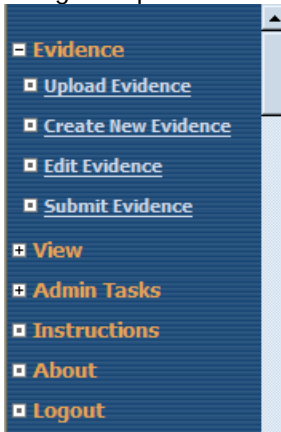 Evidence
Upload Evidence
Create New Evidence
Edit Evidence
Submit Evidence
View
Admin Tasks
Instructions
About
Logout